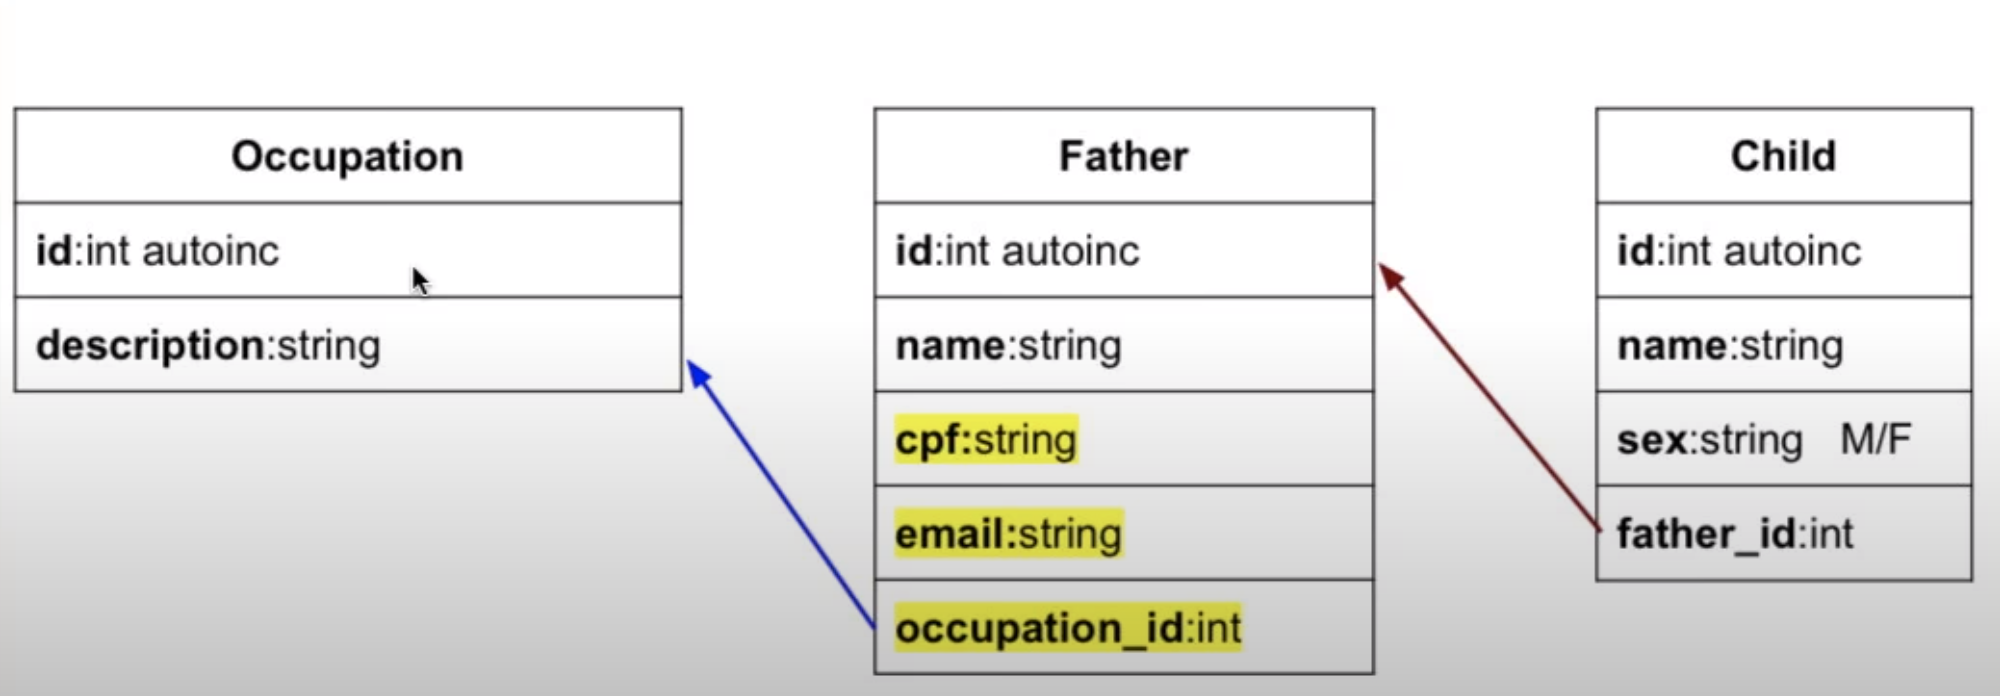 Occupation
id:int autoinc
description:string
Father
id:int autoinc
name:string
cpf:string
email:string
occupation_id:int
Child
id:int autoinc
name:string
sex:string M/F
father_id:int